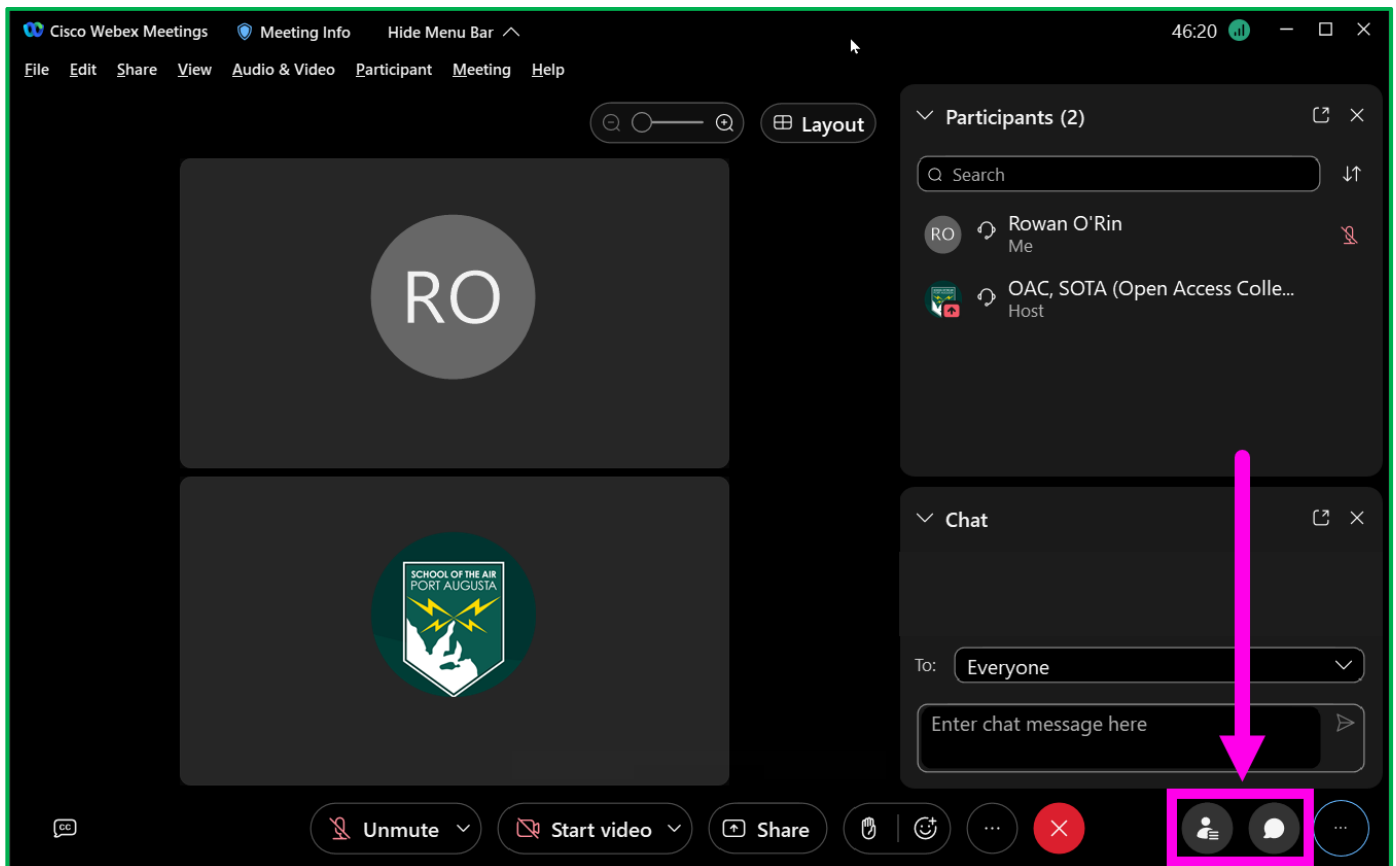 Cisco Webex Meetings Meeting Info Hide Menu Bar 46:20
File Edit Share View Audio & Video Participant Meeting Help
Layout
RO
SCHOOL OF THE AIR
PORT AUGUSTA
Participants (2)
Search
RO Rowan O'Rin
Me
OAC, SOTA (Open Access Colle...
Host
Chat
To: Everyone
Enter chat message here
CC Unmute Start video Share ... ...